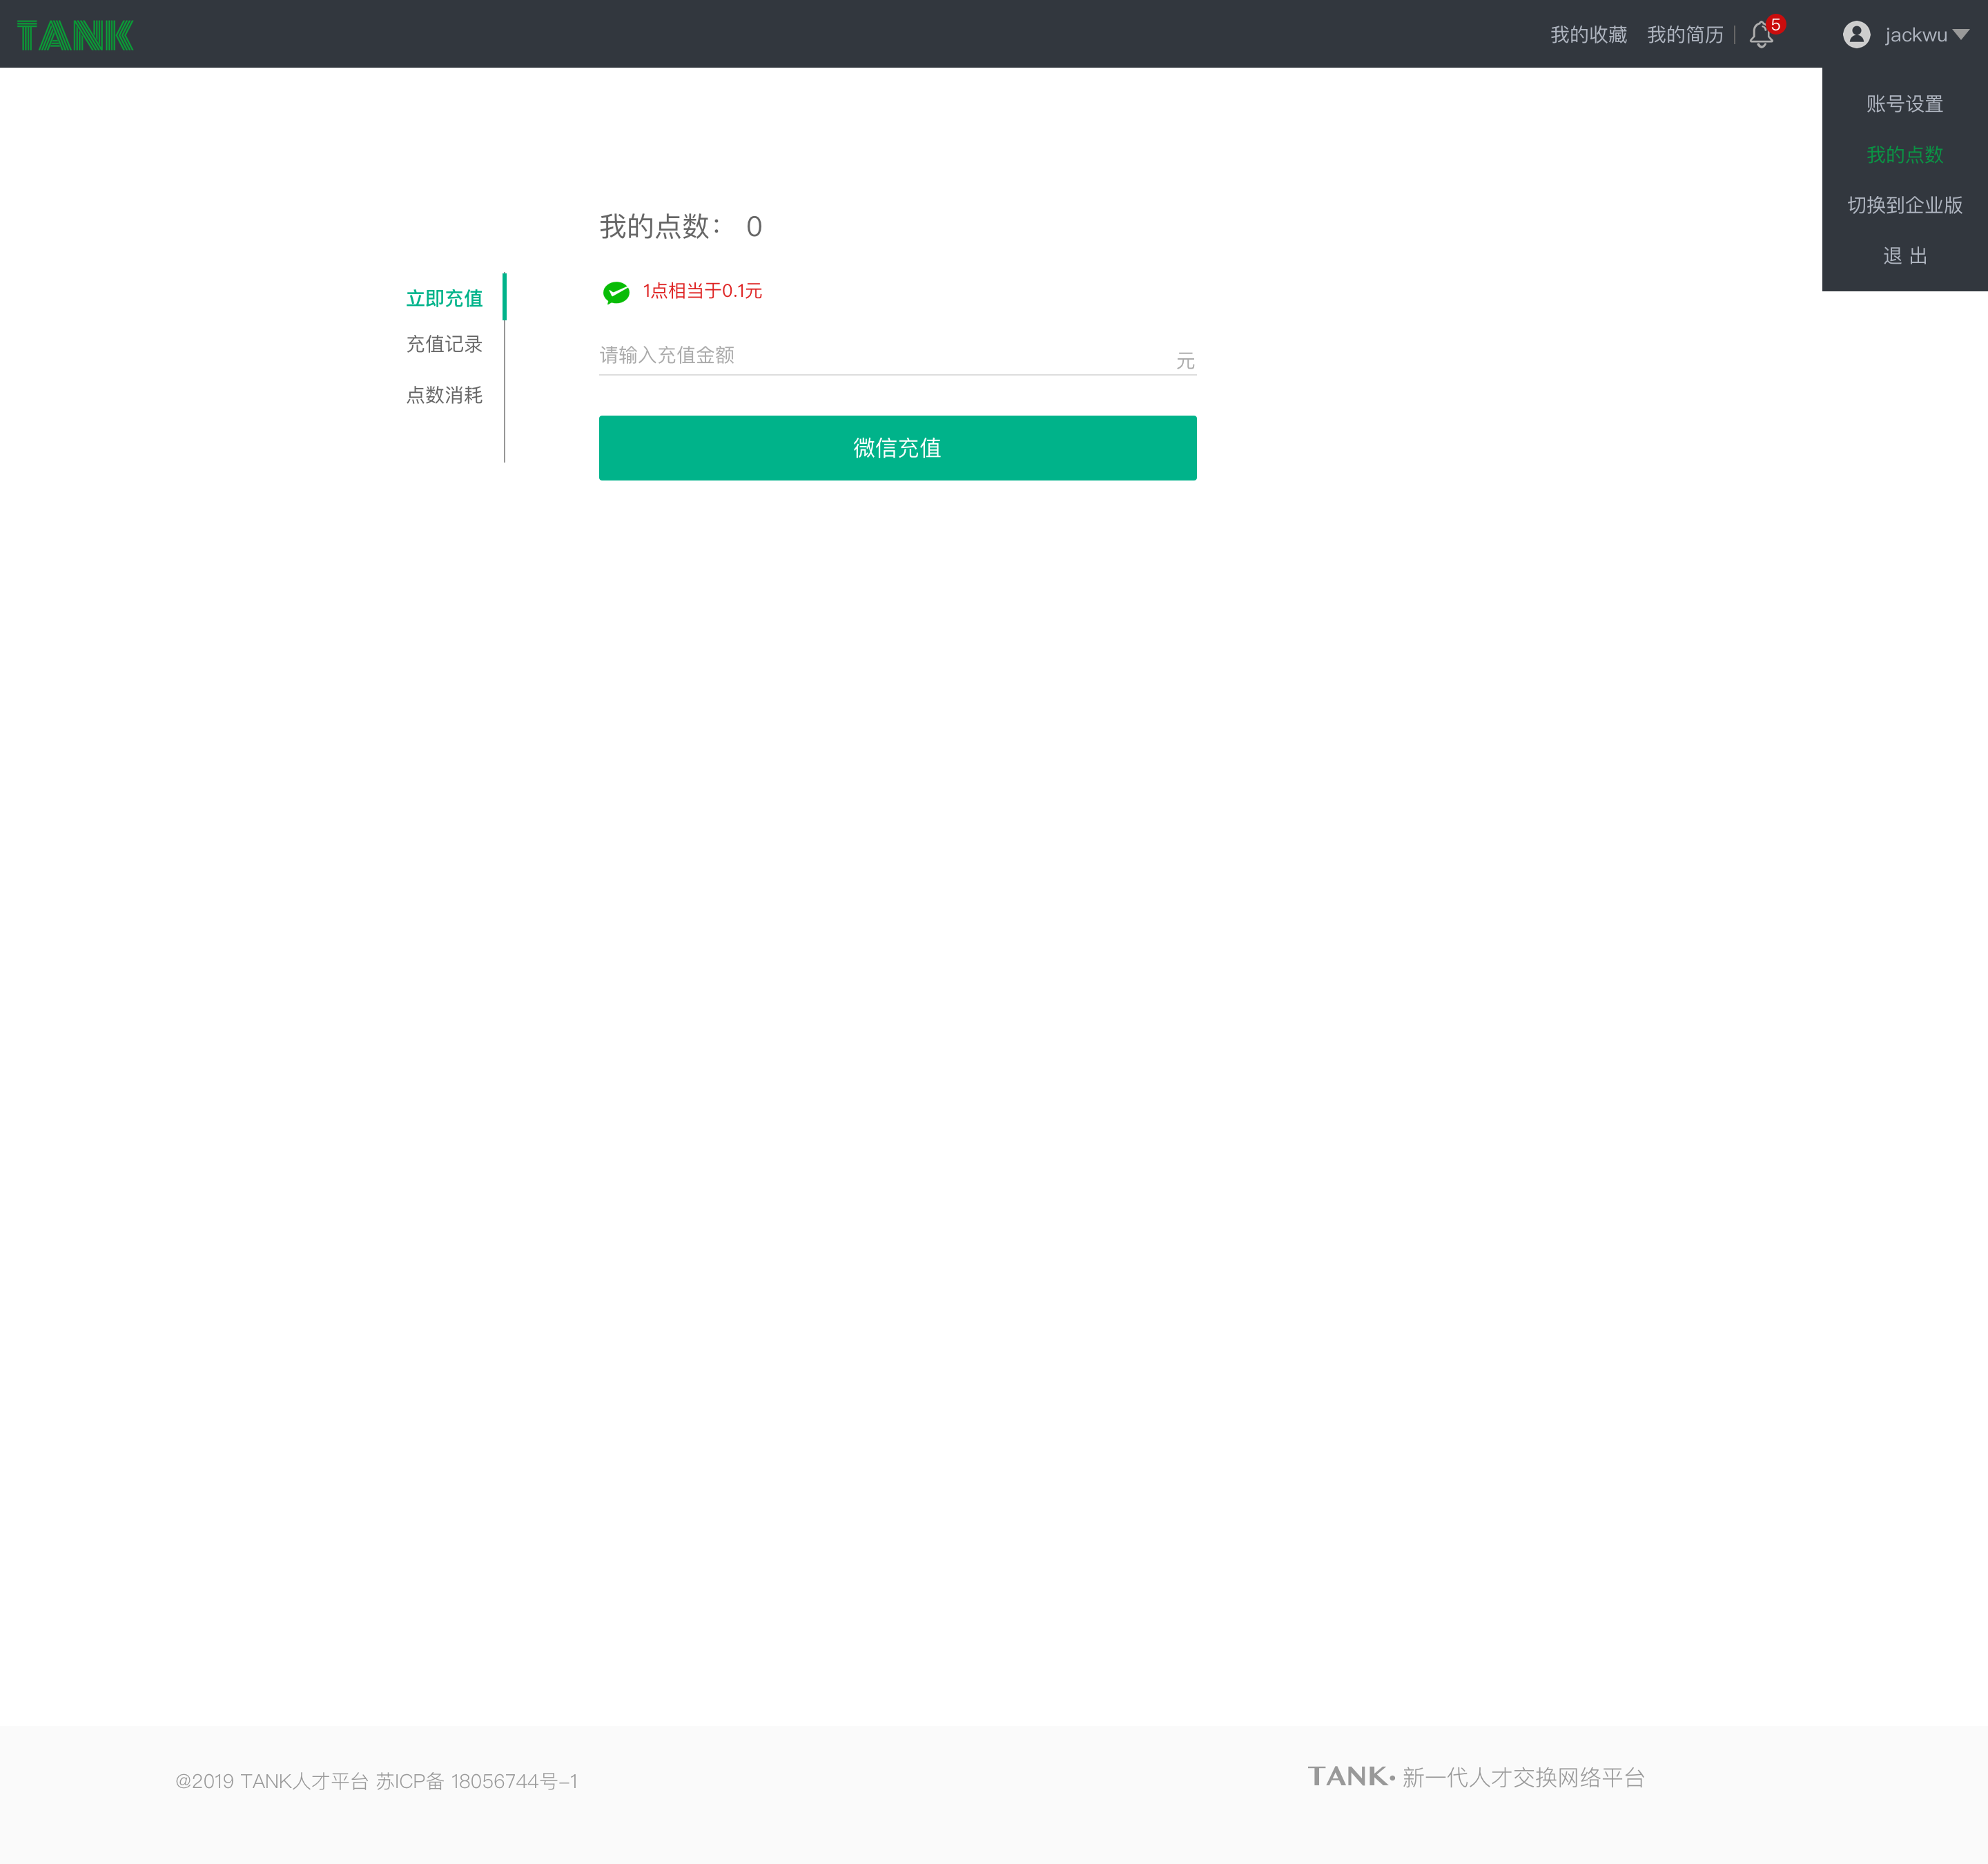 TANK
我的收藏 我的简历 5 jackwu
账号设置
我的点数
切换到企业版
退 出
我的点数： 0
立即充值
充值记录
点数消耗
1点相当于0.1元
请输入充值金额 元
微信充值
@2019 TANK人才平台 苏ICP备 18056744号-1
TANK· 新一代人才交换网络平台